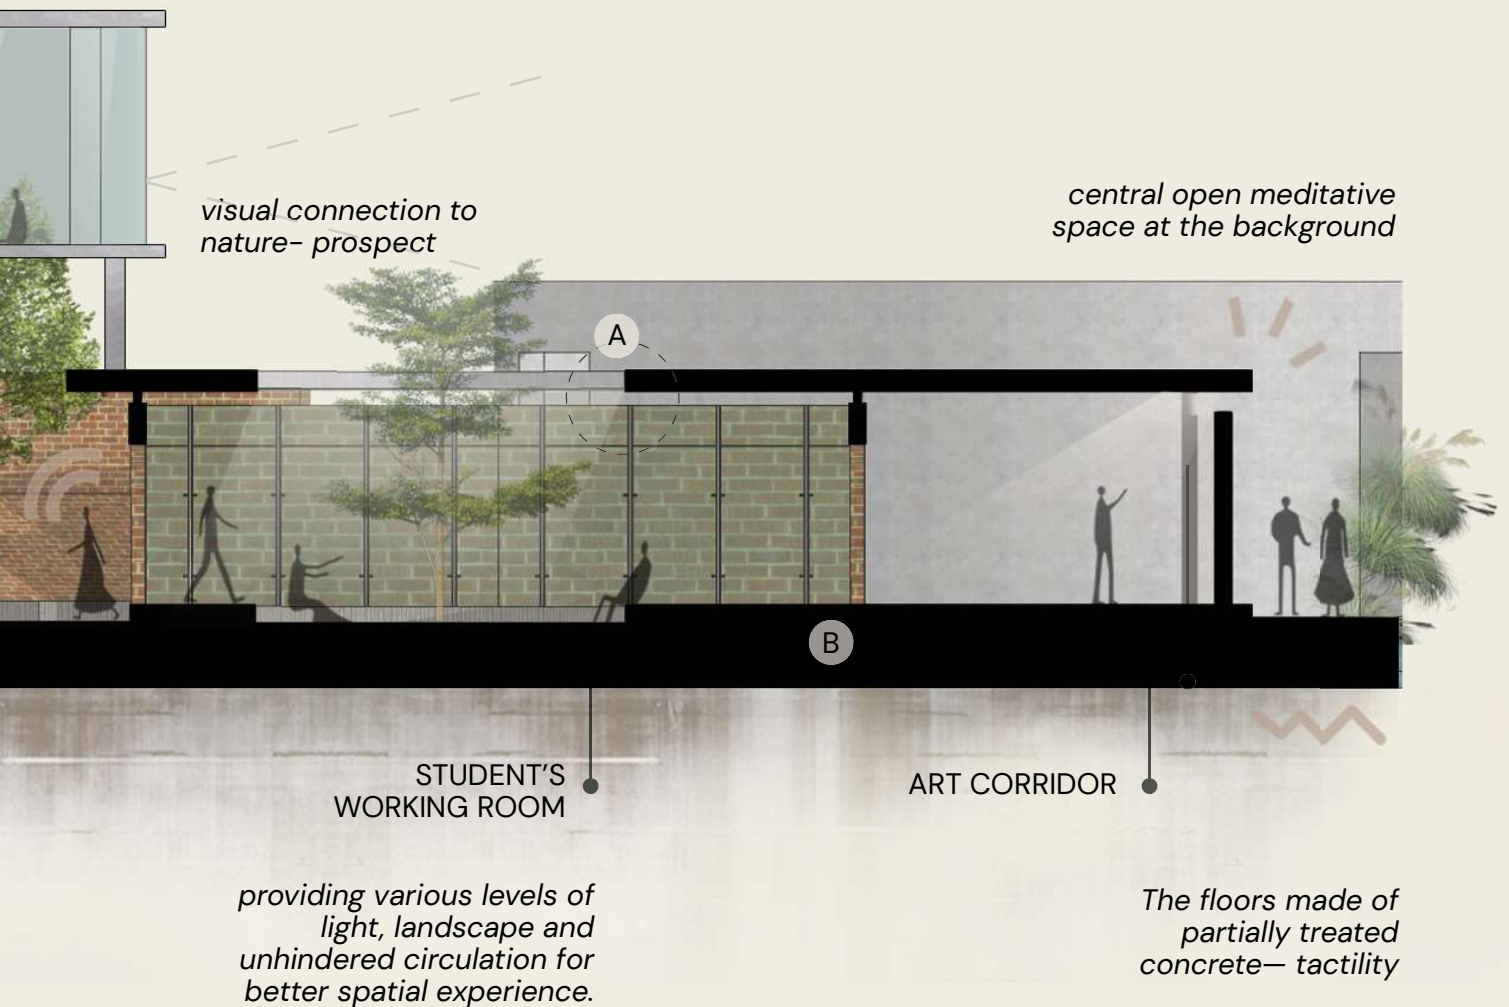 visual connection to
nature- prospect
central open meditative
space at the background
A
B
STUDENT'S
WORKING ROOM
ART CORRIDOR
providing various levels of
light, landscape and
unhindered circulation for
better spatial experience.
The floors made of
partially treated
concrete— tactility